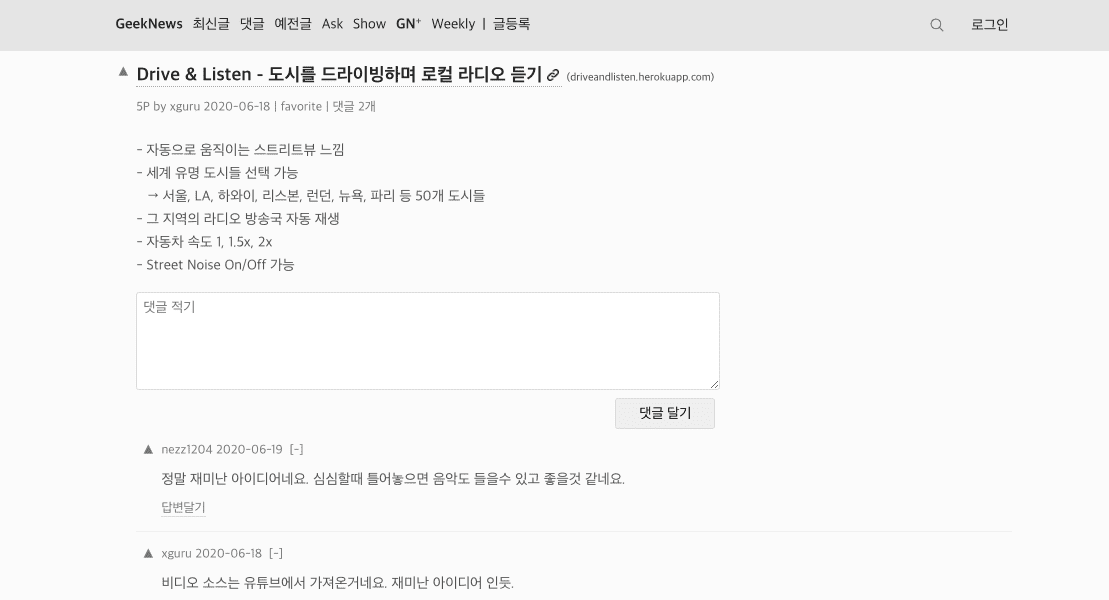 GeekNews 최신글 댓글 예전글 Ask Show GN⁺ Weekly | 글등록 로그인
▲ Drive & Listen - 도시를 드라이빙하며 로컬 라디오 듣기 (driveandlisten.herokuapp.com)
5P by xguru 2020-06-18 | favorite | 댓글 2개
- 자동으로 움직이는 스트리트뷰 느낌
- 세계 유명 도시들 선택 가능
→ 서울, LA, 하와이, 리스본, 런던, 뉴욕, 파리 등 50개 도시들
- 그 지역의 라디오 방송국 자동 재생
- 자동차 속도 1, 1.5x, 2x
- Street Noise On/Off 가능
댓글 적기
댓글 달기
▲ nezz1204 2020-06-19 [-]
정말 재미난 아이디어네요. 심심할때 틀어놓으면 음악도 들을수 있고 좋을것 같네요.
답변달기
▲ xguru 2020-06-18 [-]
비디오 소스는 유튜브에서 가져온거네요. 재미난 아이디어 인듯.